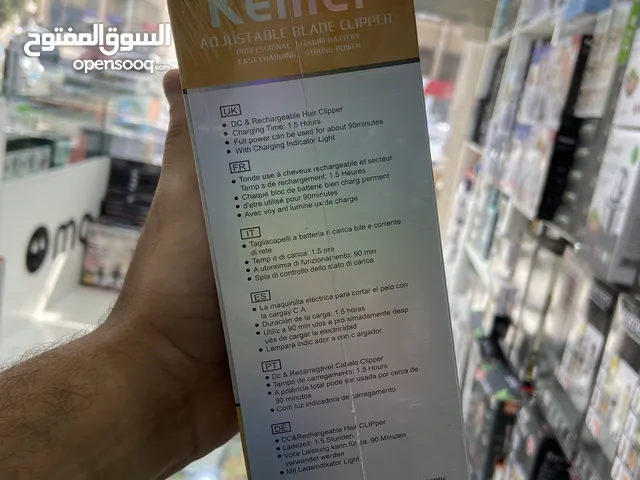 السوق المفتوح
opensooq.com
Kemei
ADJUSTABLE BLADE CLIPPER
PROFESSIONAL LITHIUM BATTERY
FAST CHARGING STRONG POWER
UK
DC & Rechargeable Hair Clipper
Charging Time: 1.5 Hours
Full power can be used for about 90minutes
With Charging Indicator Light
FR
Tonde use à cheveux rechargeable et secteur
Temp s de rechargement: 1.5 Heures
Chaque bloc de batterie bien charg perment
d'etre utilisé pour 90minutes
Avec voy ant lumine ux de charge
IT
Tagliacapelli a batteria ri carica bile e corrente
di rete
Temp o di carica: 1.5 ora
A utonomia di funzionamento: 90 min
Spia di controllo dello stato di carica
ES
La maquinilla eléctrica para cortar el pelo con
la cargay C.A
Duración de la carga: 1.5 horas
Utiliz a 90 min utos a pro ximadamente desp
ués de cargar la electricidad
Lámpara indic ador a con c argador
PT
Dc & Recarregável Cabelo Clipper
Tempo de carregamento: 1.5 Hours
A potência total pode ser usada por cerca de
90 minutos
Com luz indicadora de carregamento
DE
DC&Rechargeable Hair CLIPper
Ladezeit: 1.5 Stunden
Volle Leistung kann für ca. 90 Minuten
verwendet werden
Mit Ladeindikator Light